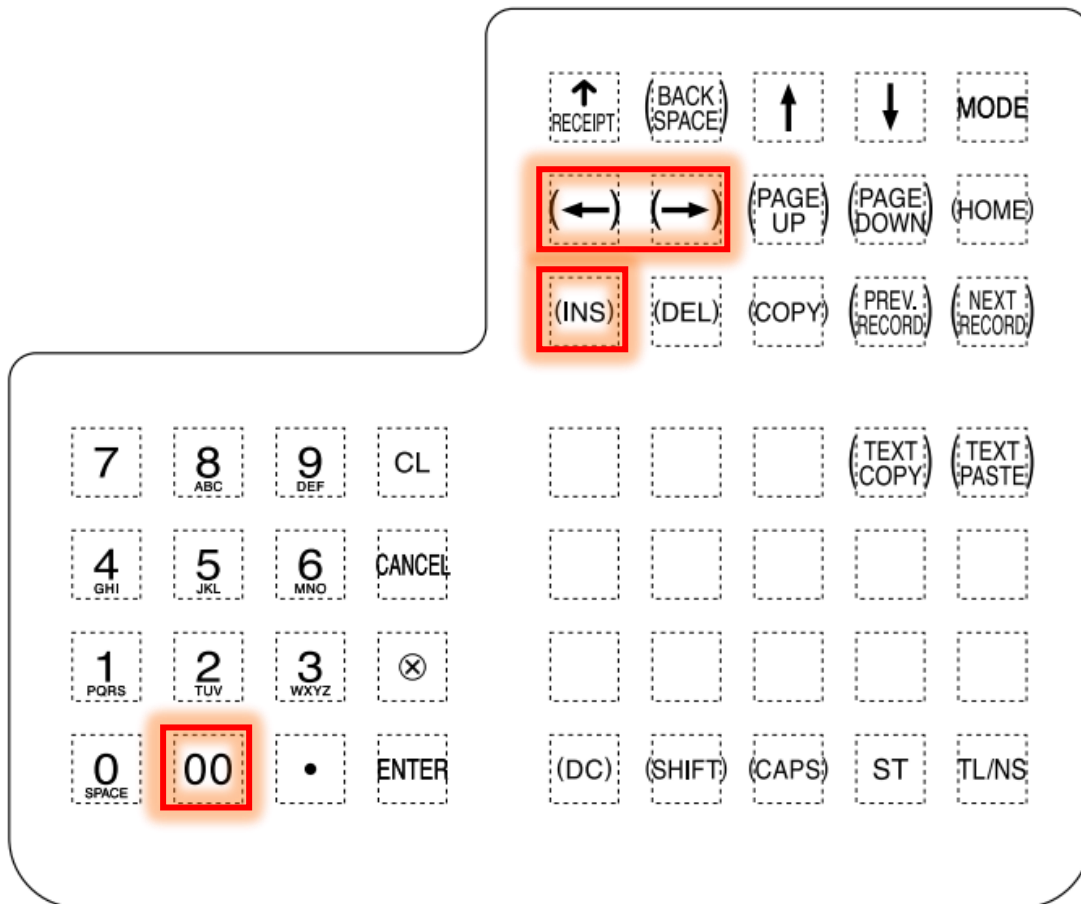 ↑
RECEIPT
(BACK
SPACE)
↑
↓
MODE
(←)
(→)
(PAGE
UP)
(PAGE
DOWN)
(HOME)
(INS)
(DEL)
(COPY)
(PREV.
RECORD)
(NEXT
RECORD)
7
8
ABC
9
DEF
CL
(TEXT
COPY)
(TEXT
PASTE)
4
GHI
5
JKL
6
MNO
CANCEL
1
PQRS
2
TUV
3
WXYZ
⊗
0
SPACE
00
•
ENTER
(DC)
(SHIFT)
(CAPS)
ST
TL/NS